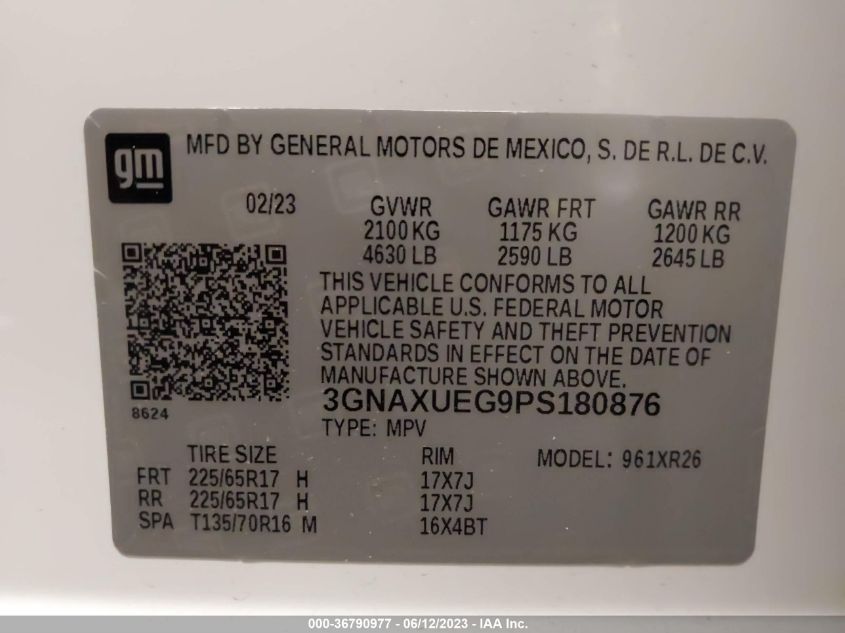 gm MFD BY GENERAL MOTORS DE MEXICO, S. DE R.L. DE C.V.
02/23 GVWR GAWR FRT GAWR RR
2100 KG 1175 KG 1200 KG
4630 LB 2590 LB 2645 LB
THIS VEHICLE CONFORMS TO ALL
APPLICABLE U.S. FEDERAL MOTOR
VEHICLE SAFETY AND THEFT PREVENTION
STANDARDS IN EFFECT ON THE DATE OF
MANUFACTURE SHOWN ABOVE.
3GNAXUEG9PS180876
8624
TYPE: MPV
TIRE SIZE RIM MODEL: 961XR26
FRT 225/65R17 H 17X7J
RR 225/65R17 H 17X7J
SPA T135/70R16 M 16X4BT
000-36790977 - 06/12/2023 - IAA Inc.